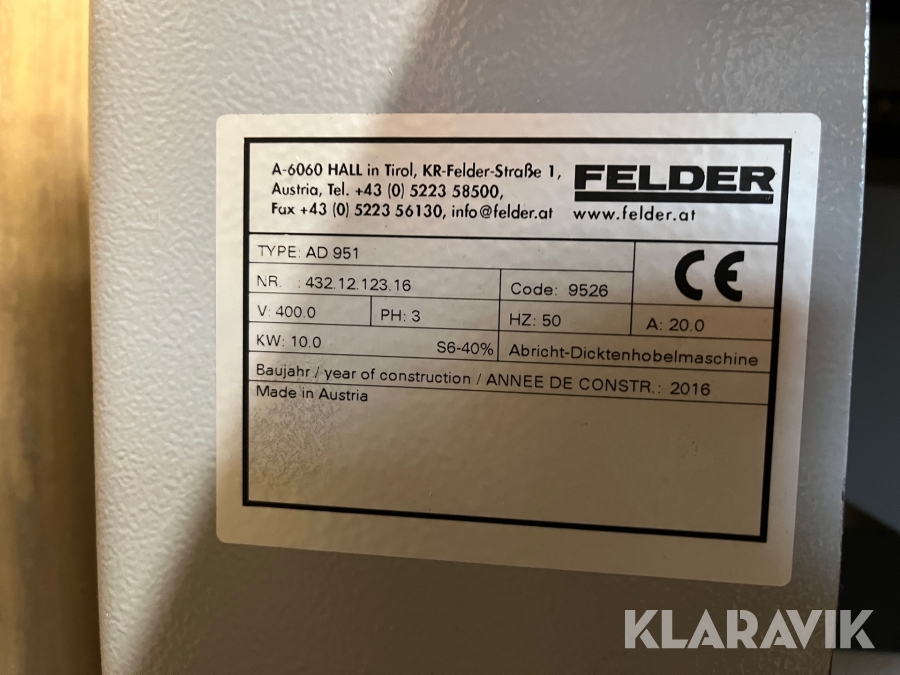 A-6060 HALL in Tirol, KR-Felder-Straße 1,
Austria, Tel. +43 (0) 5223 58500,
Fax +43 (0) 5223 56130, info@felder.at
FELDER
www.felder.at
TYPE: AD 951
NR. : 432.12.123.16
Code: 9526
CE
V: 400.0
PH: 3
HZ: 50
A: 20.0
KW: 10.0
S6-40%
Abricht-Dicktenhobelmaschine
Baujahr / year of construction / ANNEE DE CONSTR.: 2016
Made in Austria
KLARAVIK